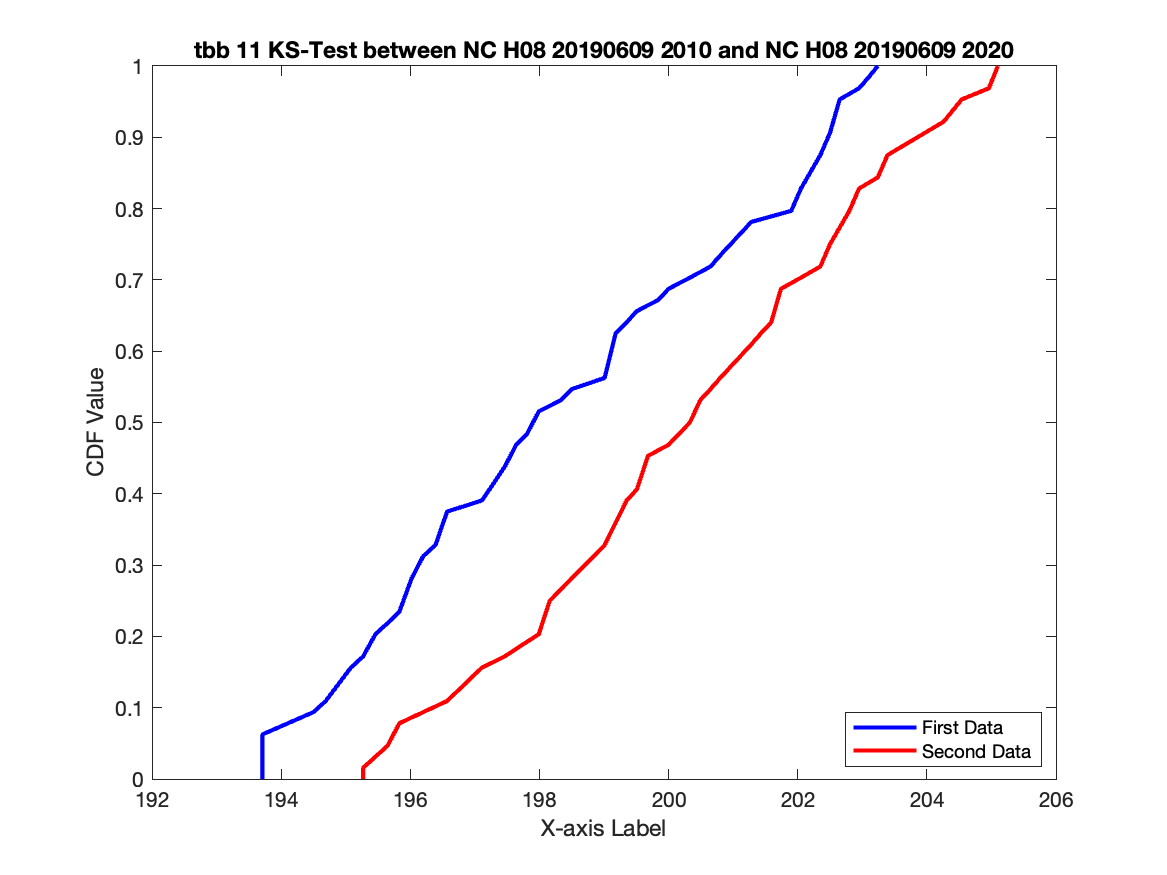 tbb 11 KS-Test between NC H08 20190609 2010 and NC H08 20190609 2020
1
0.9
0.8
0.7
0.6
0.5
0.4
0.3
0.2
0.1
0
CDF Value
192 194 196 198 200 202 204 206
X-axis Label
First Data
Second Data